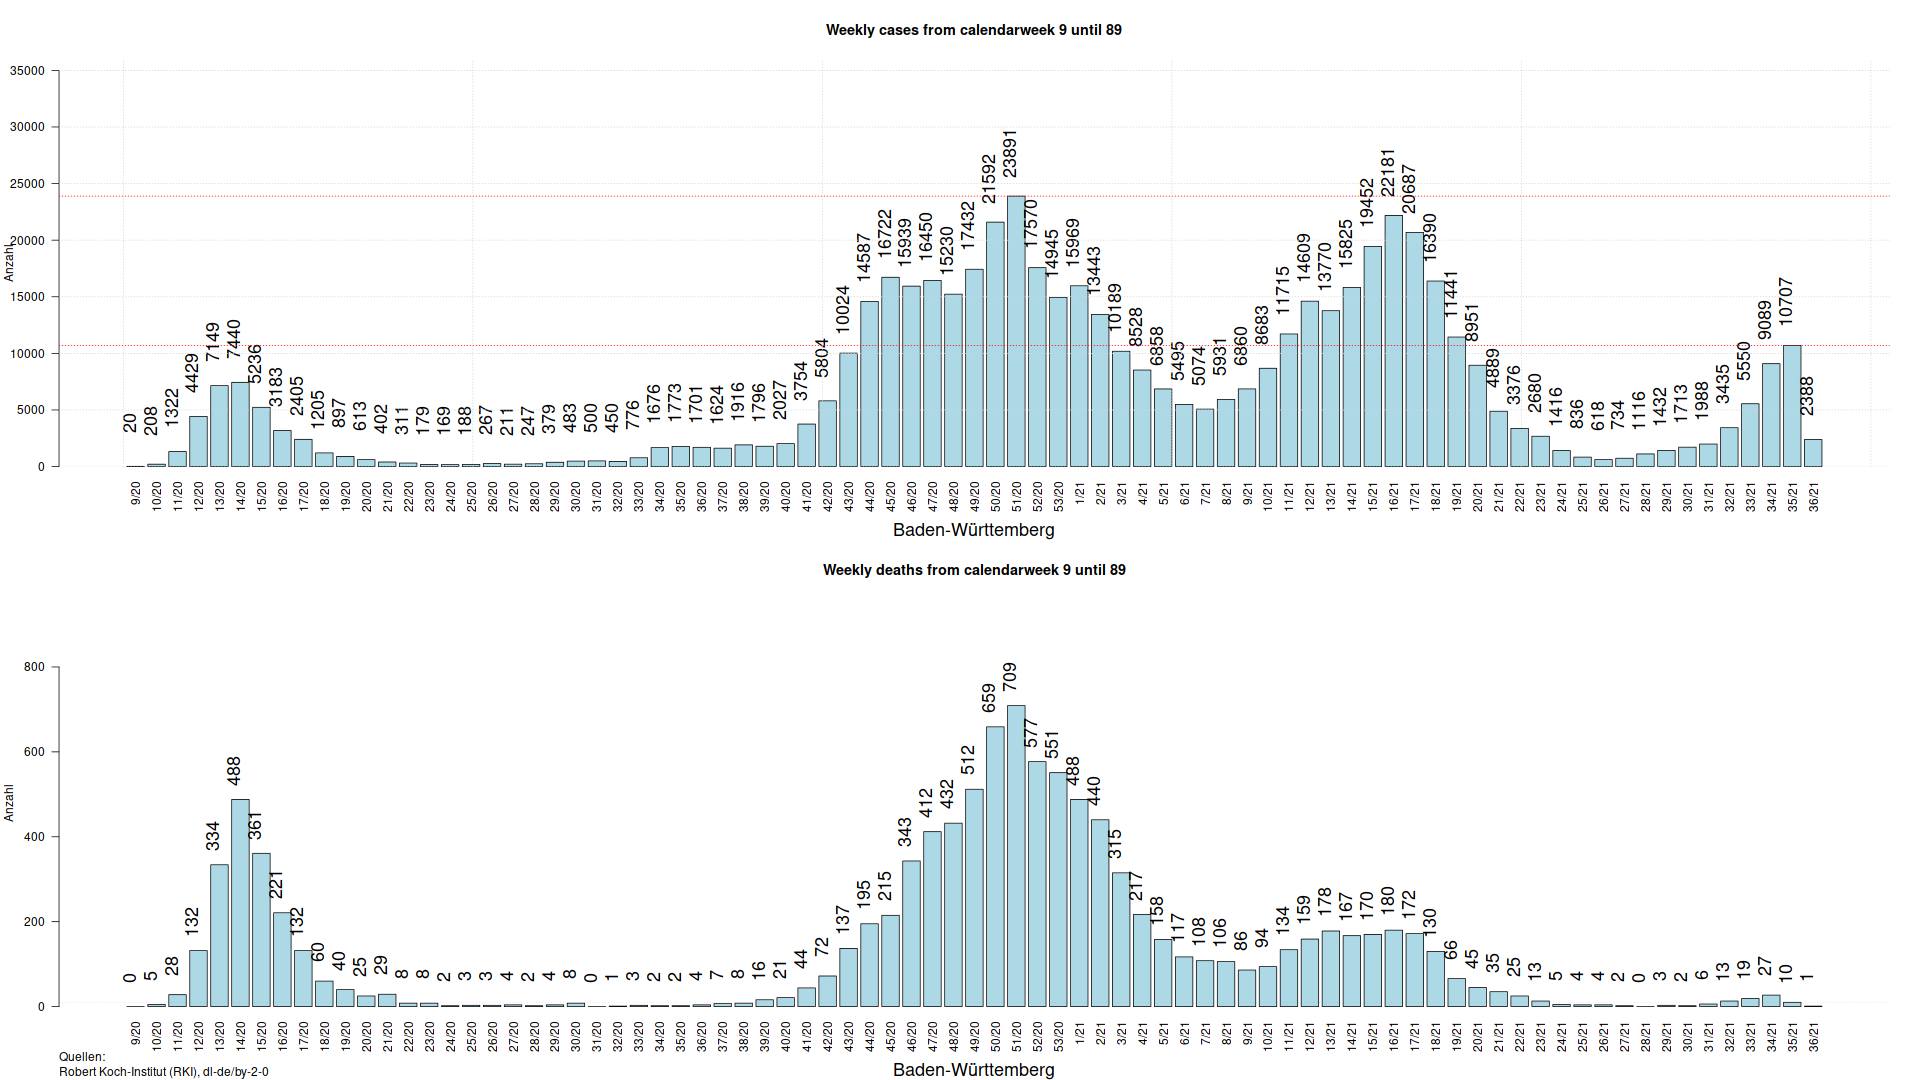 Weekly cases from calendarweek 9 until 89
35000
30000
25000
20000
15000
10000
5000
0
Anzahl
20 208 1322 4429 7149 7440 5236 3183 2405 1205 897 613 402 311 179 169 188 267 211 247 379 483 500 450 776 1676 1773 1701 1624 1916 1796 2027 3754 5804 10024 14587 16722 15939 16450 15230 17432 21592 23891 17570 14945 15969 13443 10189 8528 6858 5495 5074 5931 6860 8683 11715 14609 13770 15825 19452 22181 20687 16390 11441 8951 4889 3376 2680 1416 836 618 734 1116 1432 1713 1988 3435 5550 9089 10707 2388
9/20 10/20 11/20 12/20 13/20 14/20 15/20 16/20 17/20 18/20 19/20 20/20 21/20 22/20 23/20 24/20 25/20 26/20 27/20 28/20 29/20 30/20 31/20 32/20 33/20 34/20 35/20 36/20 37/20 38/20 39/20 40/20 41/20 42/20 43/20 44/20 45/20 46/20 47/20 48/20 49/20 50/20 51/20 52/20 53/20 1/21 2/21 3/21 4/21 5/21 6/21 7/21 8/21 9/21 10/21 11/21 12/21 13/21 14/21 15/21 16/21 17/21 18/21 19/21 20/21 21/21 22/21 23/21 24/21 25/21 26/21 27/21 28/21 29/21 30/21 31/21 32/21 33/21 34/21 35/21 36/21
Baden-Württemberg
Weekly deaths from calendarweek 9 until 89
800
600
400
200
0
Anzahl
0 5 28 132 334 488 361 221 132 60 40 25 29 8 8 2 3 3 4 2 4 8 0 1 3 2 2 4 7 8 16 21 44 72 137 195 215 343 412 432 512 659 709 577 551 488 440 315 217 158 117 108 106 86 94 134 159 178 167 170 180 172 130 66 45 35 25 13 5 4 4 2 0 3 2 6 13 19 27 10 1
9/20 10/20 11/20 12/20 13/20 14/20 15/20 16/20 17/20 18/20 19/20 20/20 21/20 22/20 23/20 24/20 25/20 26/20 27/20 28/20 29/20 30/20 31/20 32/20 33/20 34/20 35/20 36/20 37/20 38/20 39/20 40/20 41/20 42/20 43/20 44/20 45/20 46/20 47/20 48/20 49/20 50/20 51/20 52/20 53/20 1/21 2/21 3/21 4/21 5/21 6/21 7/21 8/21 9/21 10/21 11/21 12/21 13/21 14/21 15/21 16/21 17/21 18/21 19/21 20/21 21/21 22/21 23/21 24/21 25/21 26/21 27/21 28/21 29/21 30/21 31/21 32/21 33/21 34/21 35/21 36/21
Baden-Württemberg
Quellen:
Robert Koch-Institut (RKI), dl-de/by-2-0